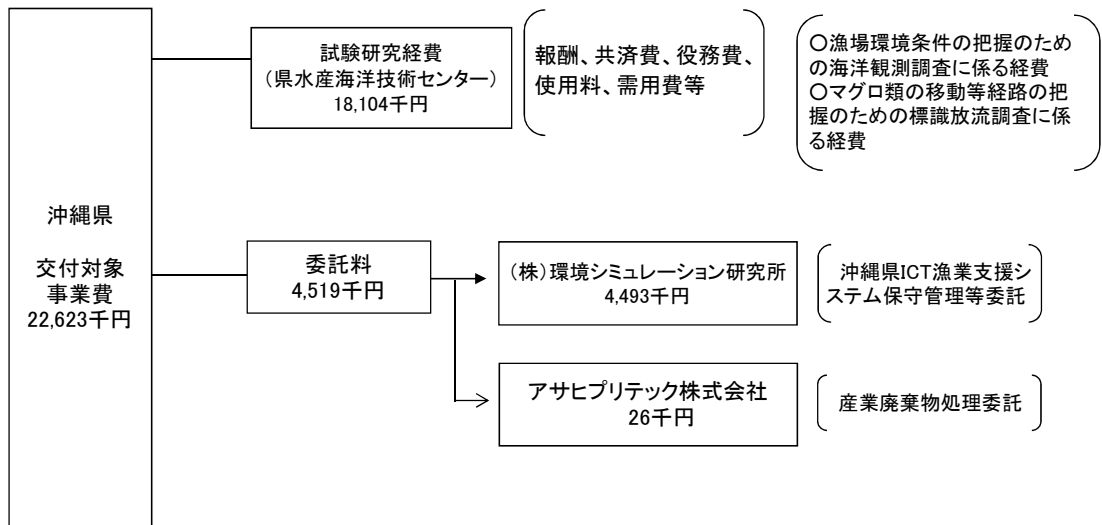 沖縄県
交付対象
事業費
22,623千円
試験研究経費
（県水産海洋技術センター）
18,104千円
報酬、共済費、役務費、
使用料、需用費等
○漁場環境条件の把握のため
の海洋観測調査に係る経費
○マグロ類の移動等経路の把
握のための標識放流調査に係
る経費
委託料
4,519千円
（株）環境シミュレーション研究所
4,493千円
沖縄県ICT漁業支援シ
ステム保守管理等委託
アサヒプリテック株式会社
26千円
産業廃棄物処理委託